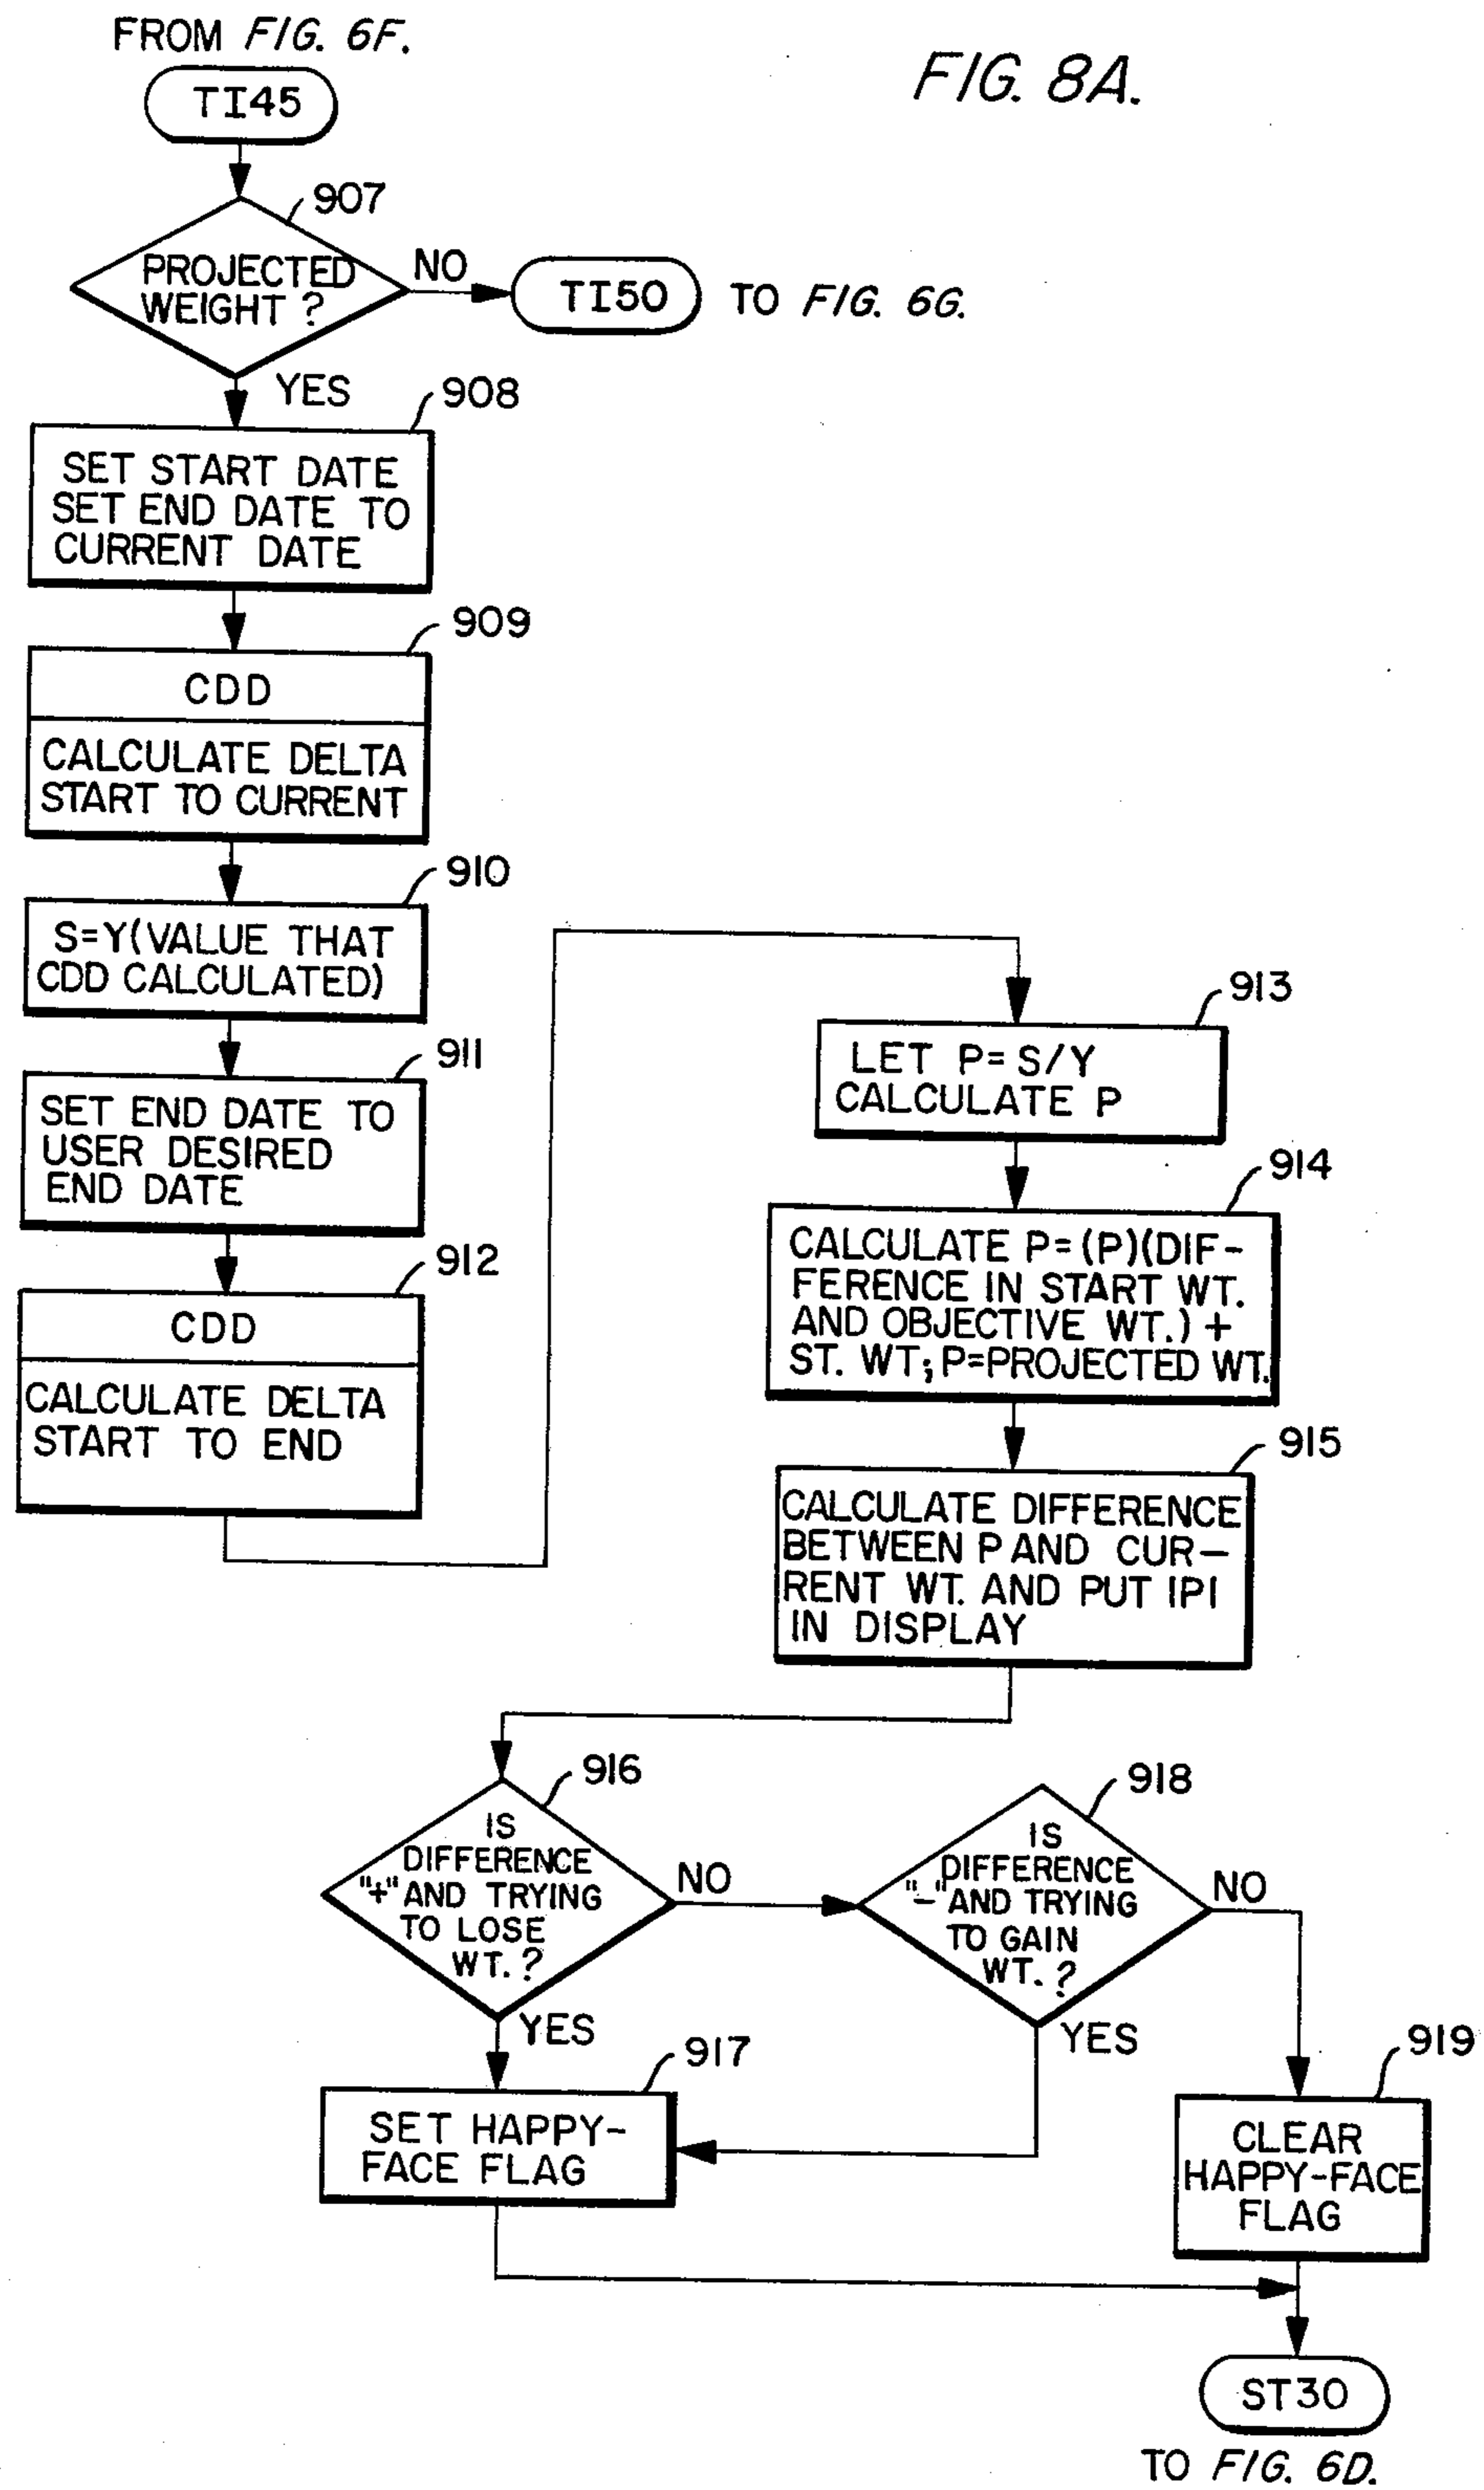 FROM FIG. 6F.
FIG. 8A.
TI45
907
PROJECTED
WEIGHT ?
NO
TI50
TO FIG. 6G.
YES
908
SET START DATE
SET END DATE TO
CURRENT DATE
909
CDD
CALCULATE DELTA
START TO CURRENT
910
S=Y(VALUE THAT
CDD CALCULATED)
911
SET END DATE TO
USER DESIRED
END DATE
912
CDD
CALCULATE DELTA
START TO END
913
LET P= S/Y
CALCULATE P
914
CALCULATE P=(P)(DIF-
FERENCE IN START WT.
AND OBJECTIVE WT.) +
ST. WT; P=PROJECTED WT.
915
CALCULATE DIFFERENCE
BETWEEN P AND CUR-
RENT WT. AND PUT |P|
IN DISPLAY
916
IS
DIFFERENCE
"+" AND TRYING
TO LOSE
WT. ?
NO
YES
918
IS
DIFFERENCE
"-" AND TRYING
TO GAIN
WT. ?
NO
YES
917
SET HAPPY-
FACE FLAG
919
CLEAR
HAPPY-FACE
FLAG
ST30
TO FIG. 6D.